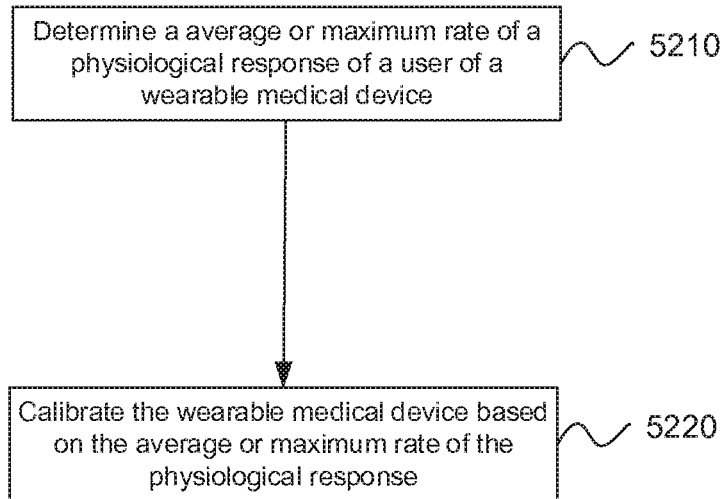 Determine a average or maximum rate of a
physiological response of a user of a
wearable medical device
5210
Calibrate the wearable medical device based
on the average or maximum rate of the
physiological response
5220